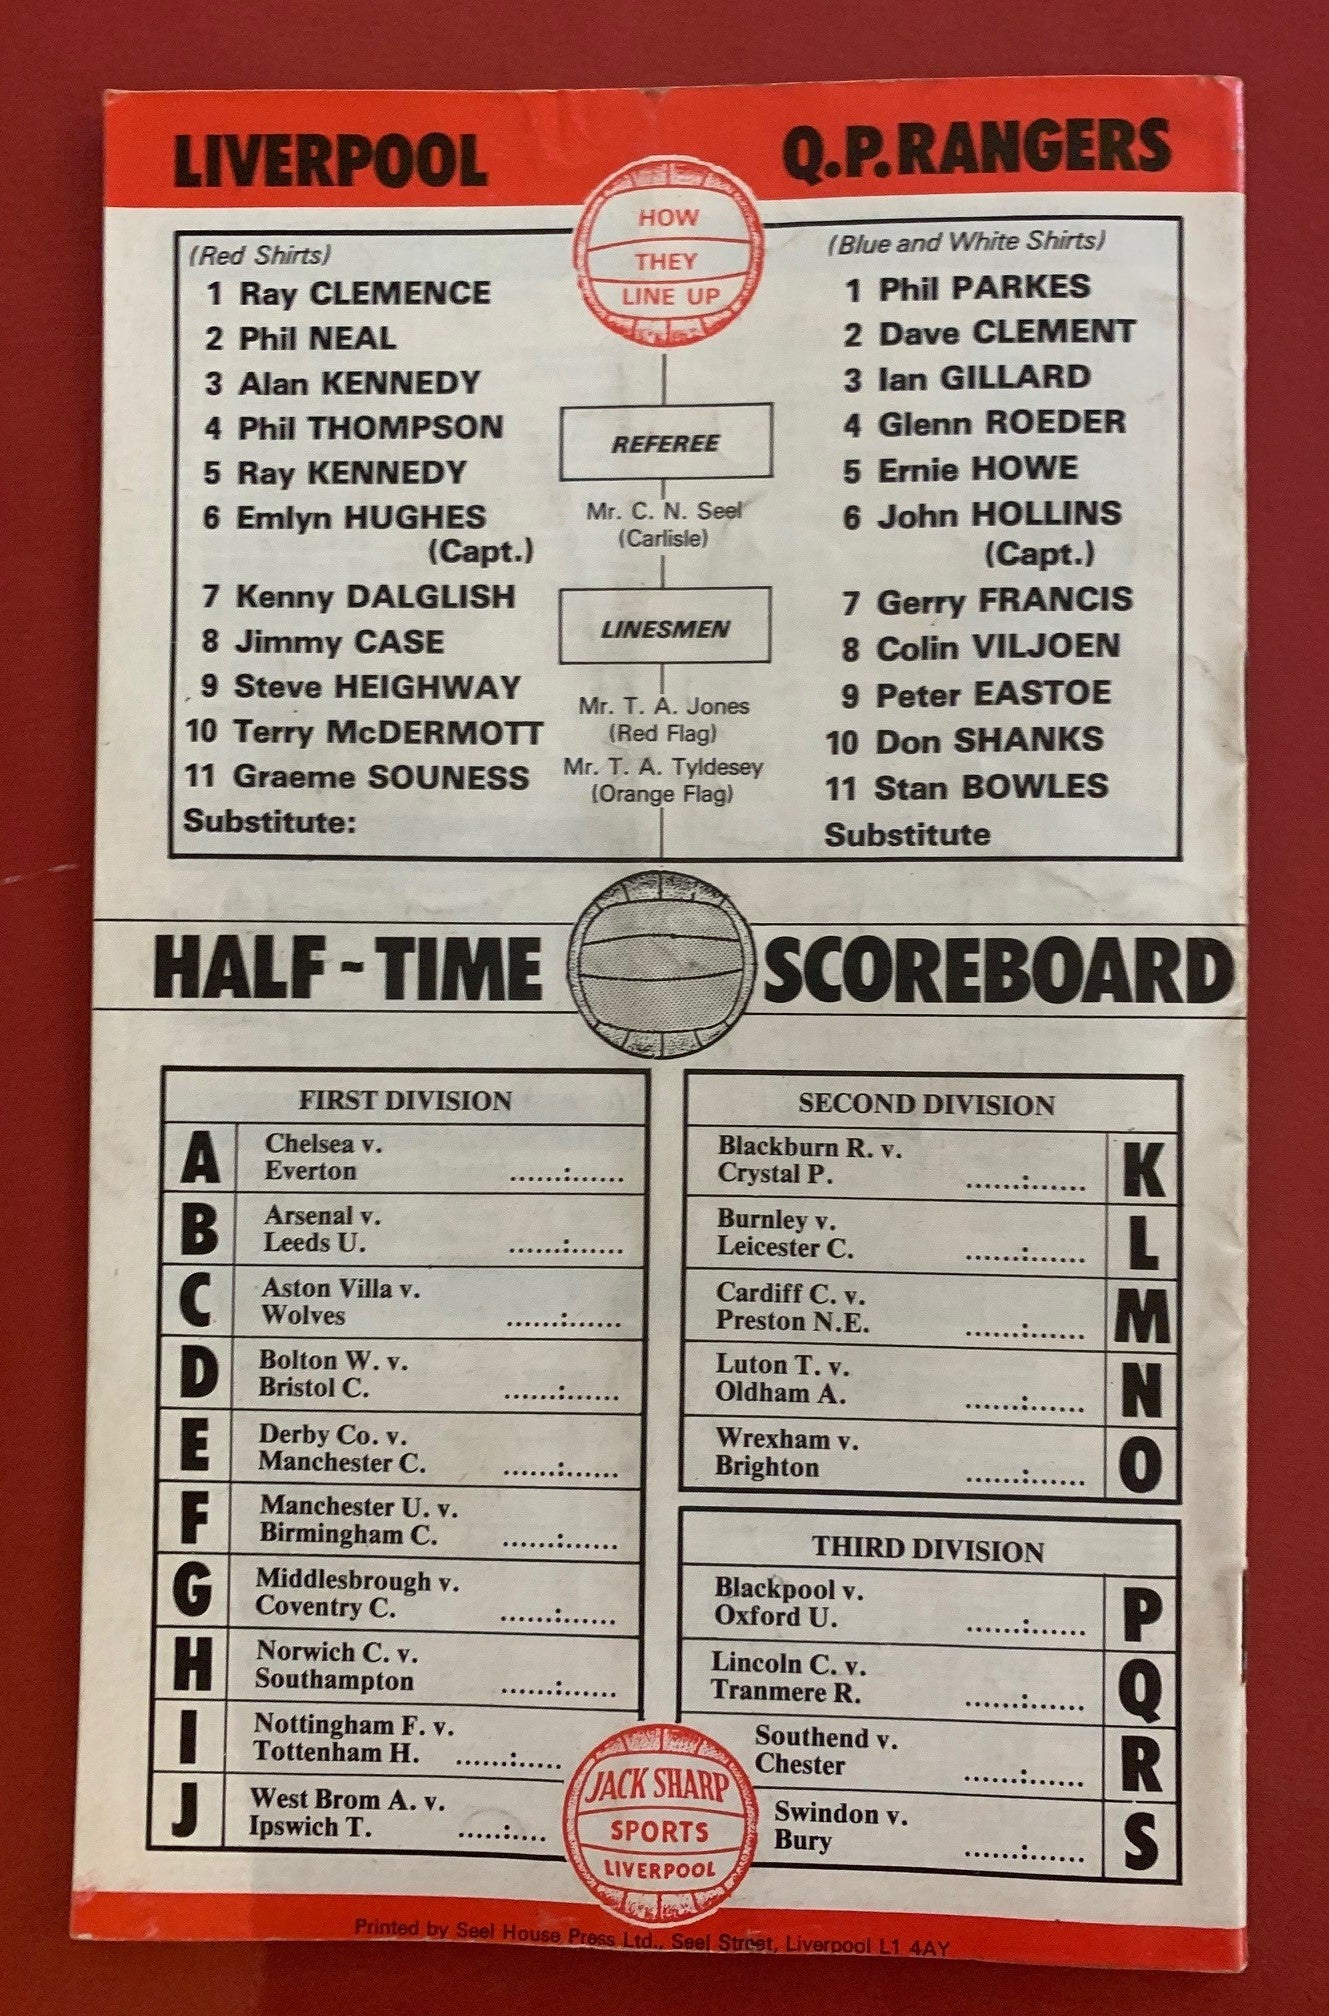 LIVERPOOL
Q.P.RANGERS
HOW
THEY
LINE UP
(Red Shirts)
1 Ray CLEMENCE
2 Phil NEAL
3 Alan KENNEDY
4 Phil THOMPSON
5 Ray KENNEDY
6 Emlyn HUGHES
(Capt.)
7 Kenny DALGLISH
8 Jimmy CASE
9 Steve HEIGHWAY
10 Terry McDERMOTT
11 Graeme SOUNESS
Substitute:
REFEREE
Mr. C. N. Seel
(Carlisle)
LINESMEN
Mr. T. A. Jones
(Red Flag)
Mr. T. A. Tyldesey
(Orange Flag)
(Blue and White Shirts)
1 Phil PARKES
2 Dave CLEMENT
3 Ian GILLARD
4 Glenn ROEDER
5 Ernie HOWE
6 John HOLLINS
(Capt.)
7 Gerry FRANCIS
8 Colin VILJOEN
9 Peter EASTOE
10 Don SHANKS
11 Stan BOWLES
Substitute
HALF-TIME SCOREBOARD
FIRST DIVISION
A Chelsea v.
Everton ......:......
B Arsenal v.
Leeds U. ......:......
C Aston Villa v.
Wolves ......:......
D Bolton W. v.
Bristol C. ......:......
E Derby Co. v.
Manchester C. ......:......
F Manchester U. v.
Birmingham C. ......:......
G Middlesbrough v.
Coventry C. ......:......
H Norwich C. v.
Southampton ......:......
I Nottingham F. v.
Tottenham H. ......:.....
J West Brom A. v.
Ipswich T. .....:....
SECOND DIVISION
Blackburn R. v. K
Crystal P. ......:......
Burnley v. L
Leicester C. ......:......
Cardiff C. v. M
Preston N.E. ......:......
Luton T. v. N
Oldham A. ......:......
Wrexham v. O
Brighton ......:......
THIRD DIVISION
Blackpool v. P
Oxford U. ......:......
Lincoln C. v. Q
Tranmere R. ......:......
Southend v. R
Chester ......:......
Swindon v. S
Bury ......:......
JACK SHARP
SPORTS
LIVERPOOL
Printed by Seel House Press Ltd., Seel Street, Liverpool L1 4AY